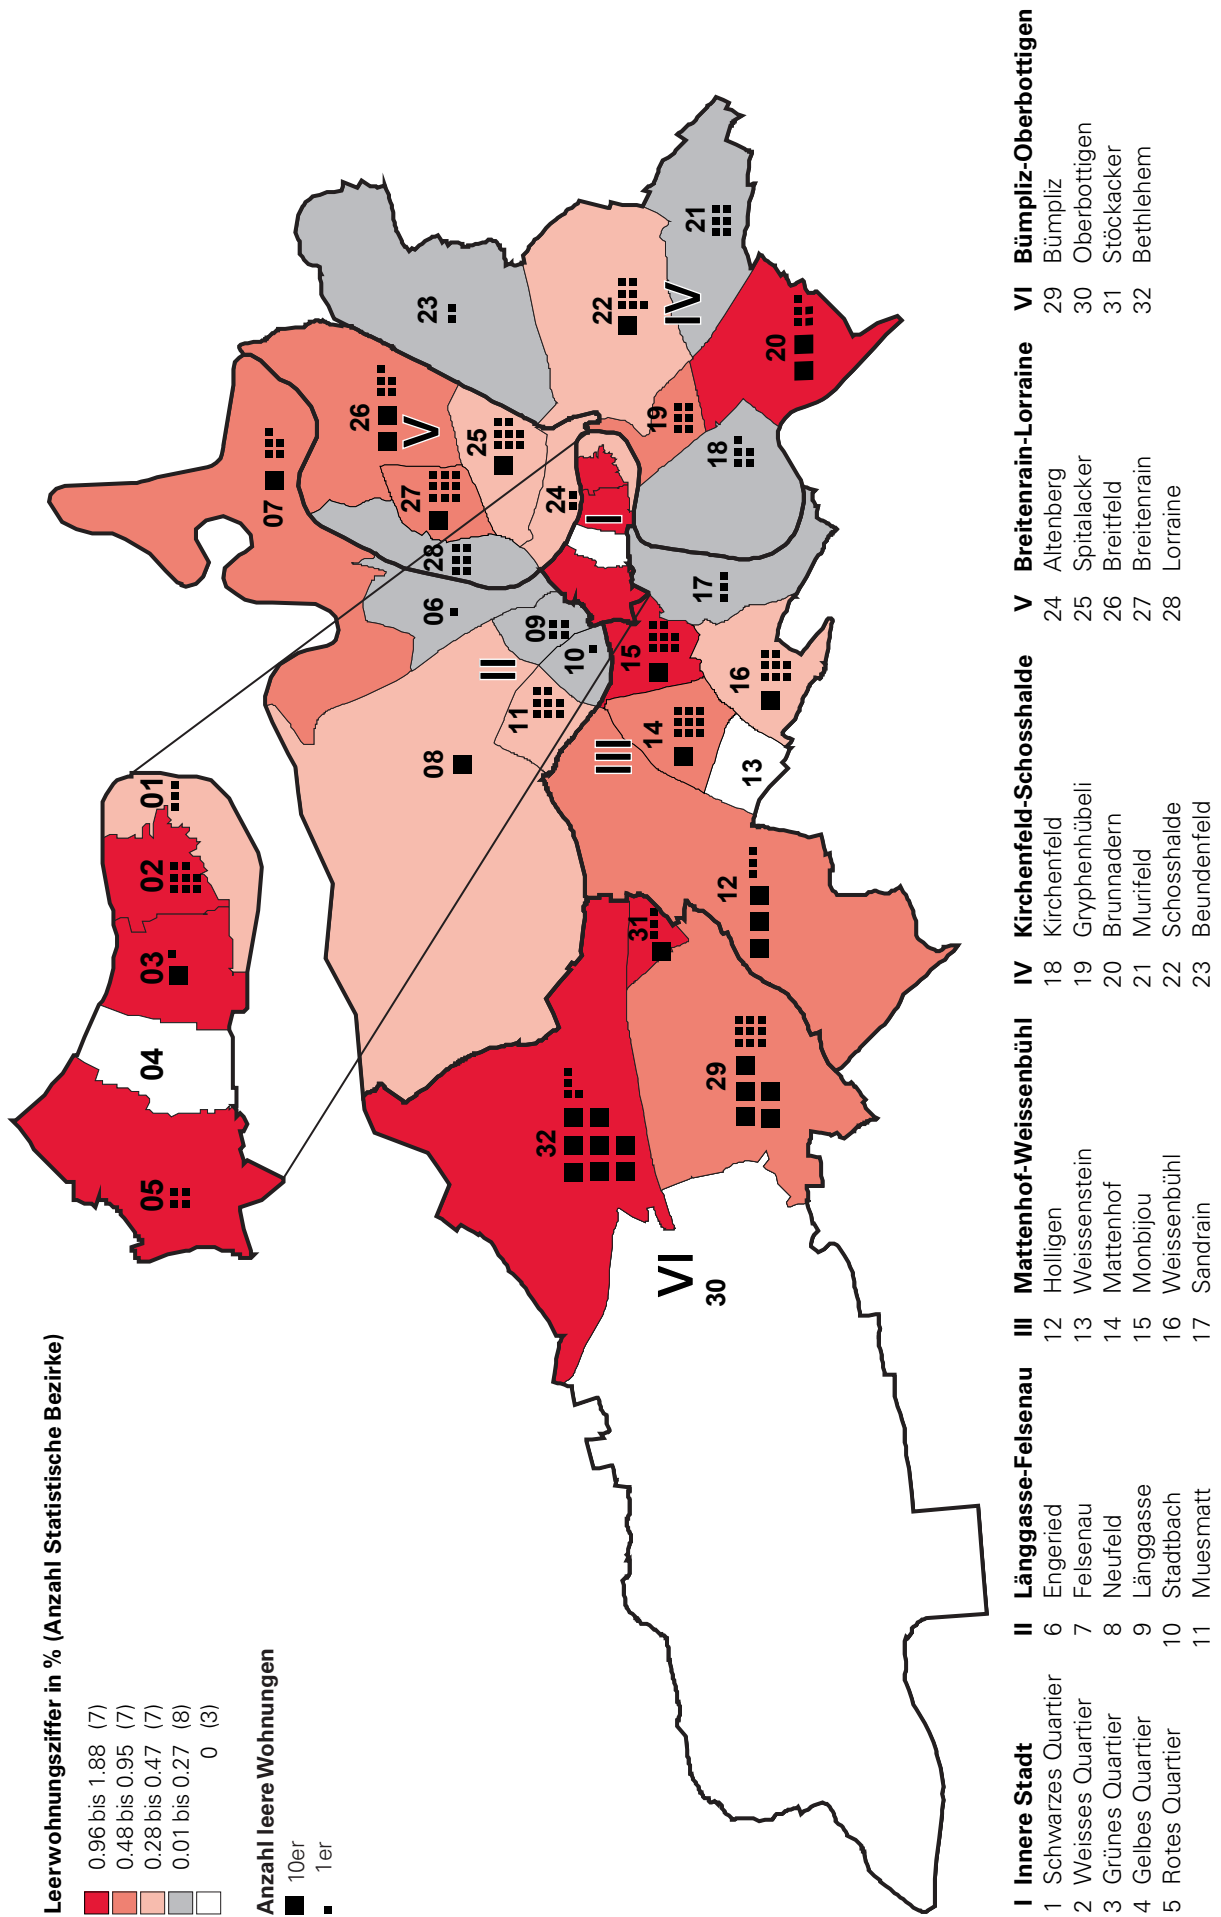 Leerwohnungsziffer in % (Anzahl Statistische Bezirke)
0.96 bis 1.88 (7)
0.48 bis 0.95 (7)
0.28 bis 0.47 (7)
0.01 bis 0.27 (8)
0 (3)
Anzahl leere Wohnungen
10er
1er
05
04
03
02
01
07
26
V
23
27
25
28
06
24
22
IV
21
II
09
10
I
19
20
18
08
11
17
15
16
III
14
13
12
31
32
29
VI
30
I Innere Stadt
1 Schwarzes Quartier
2 Weisses Quartier
3 Grünes Quartier
4 Gelbes Quartier
5 Rotes Quartier
II Länggasse-Felsenau
6 Engeried
7 Felsenau
8 Neufeld
9 Länggasse
10 Stadtbach
11 Muesmatt
III Mattenhof-Weissenbühl
12 Holligen
13 Weissenstein
14 Mattenhof
15 Monbijou
16 Weissenbühl
17 Sandrain
IV Kirchenfeld-Schosshalde
18 Kirchenfeld
19 Gryphenhübeli
20 Brunnadern
21 Murifeld
22 Schosshalde
23 Beundenfeld
V Breitenrain-Lorraine
24 Altenberg
25 Spitalacker
26 Breitfeld
27 Breitenrain
28 Lorraine
VI Bümpliz-Oberbottigen
29 Bümpliz
30 Oberbottigen
31 Stöckacker
32 Bethlehem